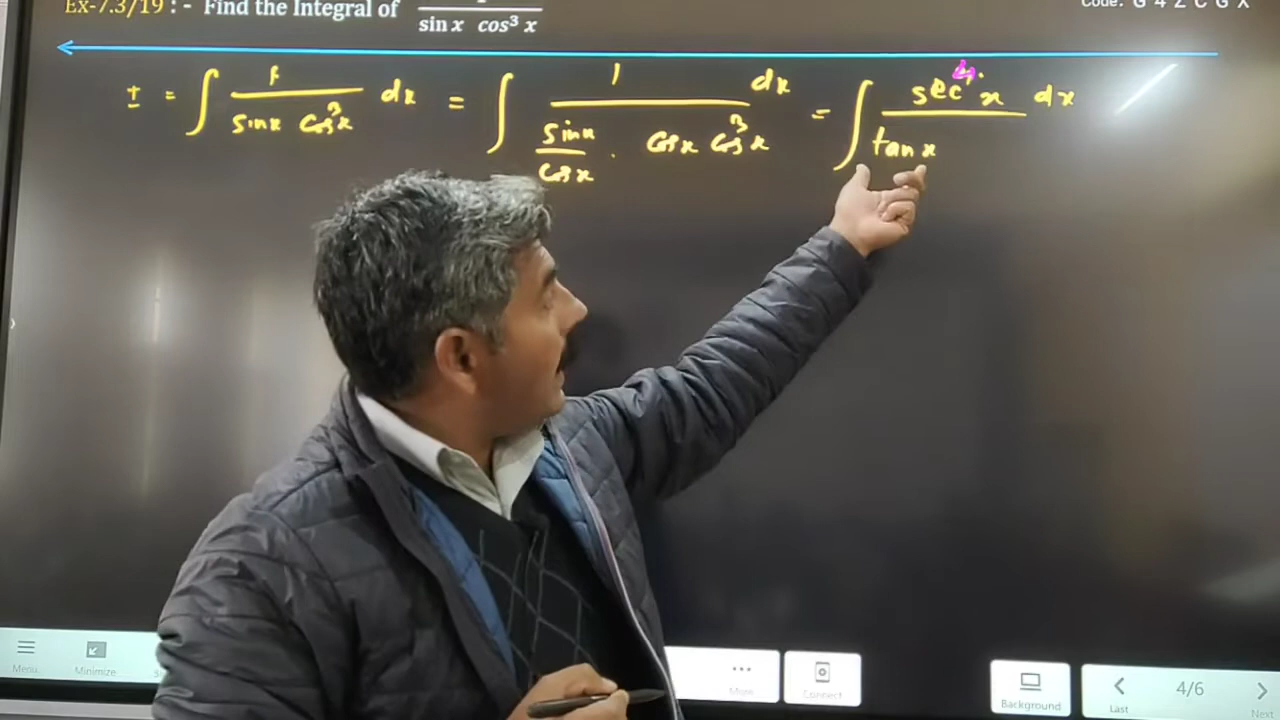 Ex-7.3/19 : - Find the Integral of
sin x cos³ x
Code: G 4 Z C G X
I = ∫ 1/(sinx cos³x) dx = ∫ 1/((sinx/cosx) . cosx cos³x) dx = ∫ sec⁴x/tanx dx
Menu
Minimize
More
Connect
Background
Last
4/6
Next